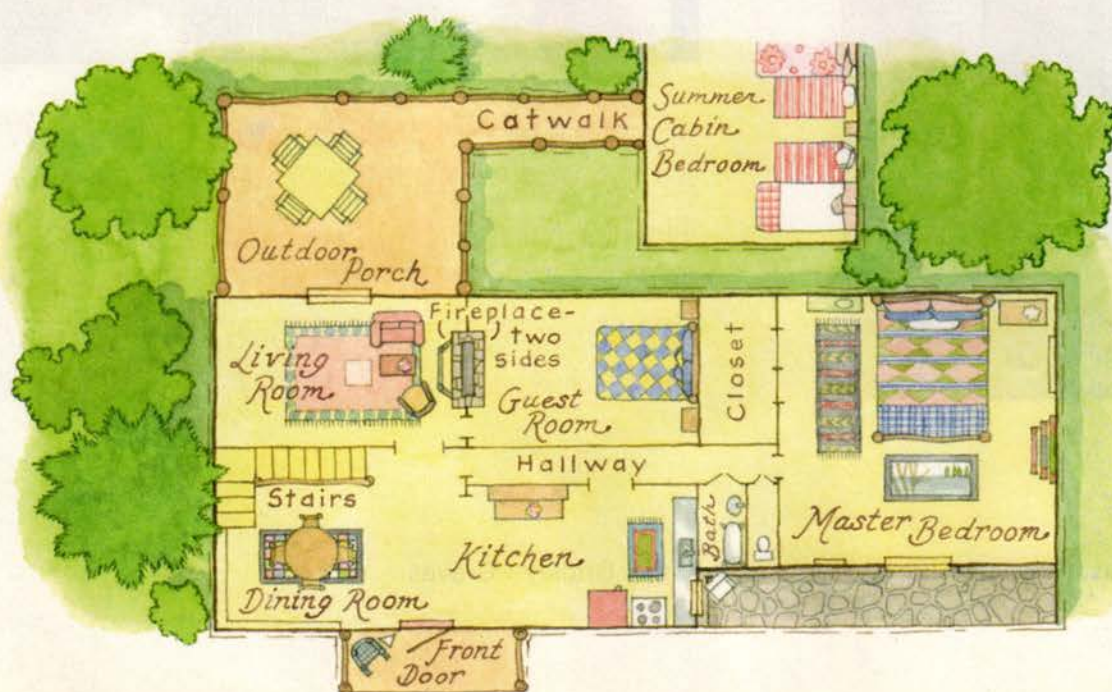 Summer
Cabin
Bedroom
Catwalk
Outdoor
Porch
Fireplace-
two
sides
Living
Room
Guest
Room
Closet
Hallway
Stairs
Bath
Master Bedroom
Kitchen
Dining Room
Front
Door